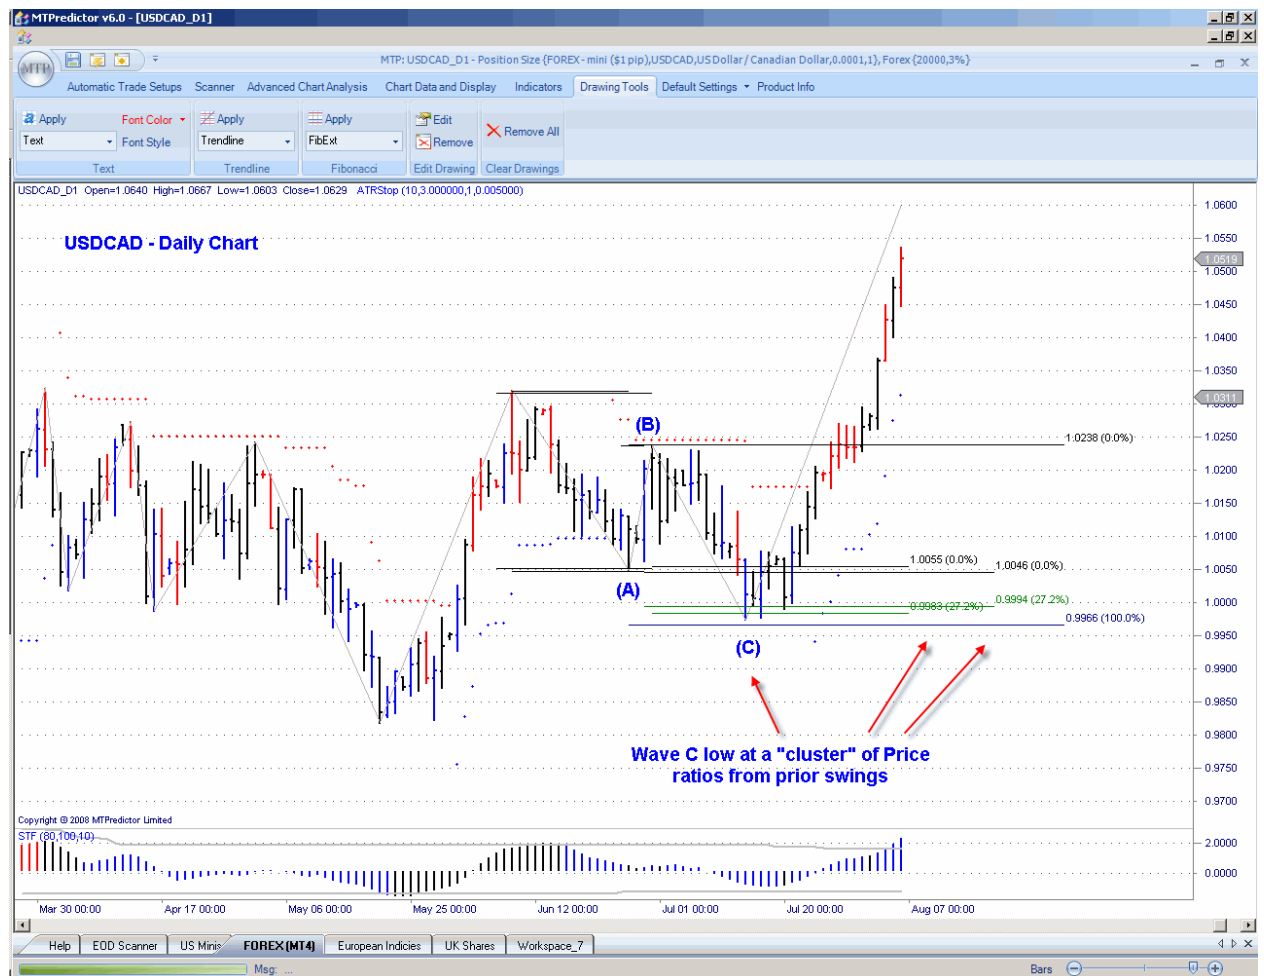 MTPredictor v6.0 - [USDCAD_D1]
MTP
MTP: USDCAD_D1 - Position Size {FOREX - mini ($1 pip),USDCAD,US Dollar / Canadian Dollar,0.0001,1}, Forex {20000,3%}
Automatic Trade Setups Scanner Advanced Chart Analysis Chart Data and Display Indicators Drawing Tools Default Settings Product Info
a Apply Font Color Apply Apply Edit Remove All
Text Font Style Trendline FibExt Remove
Text Trendline Fibonacci Edit Drawing Clear Drawings
USDCAD_D1 Open=1.0640 High=1.0667 Low=1.0603 Close=1.0629 ATRStop (10,3.000000,1,0.005000)
USDCAD - Daily Chart
1.0600
1.0550
1.0519
1.0500
1.0450
1.0400
1.0350
1.0311
1.0250
1.0200
1.0150
1.0100
1.0050
1.0000
0.9950
0.9900
0.9850
0.9800
0.9750
0.9700
(B)
1.0238 (0.0%)
1.0055 (0.0%)
1.0046 (0.0%)
(A)
0.9983 (27.2%)
0.9994 (27.2%)
0.9966 (100.0%)
(C)
Wave C low at a "cluster" of Price
ratios from prior swings
Copyright © 2008 MTPredictor Limited
STF (80,100,10)
2.0000
0.0000
Mar 30 00:00 Apr 17 00:00 May 06 00:00 May 25 00:00 Jun 12 00:00 Jul 01 00:00 Jul 20 00:00 Aug 07 00:00
Help EOD Scanner US Minis FOREX (MT4) European Indicies UK Shares Workspace_7
Msg: ... Bars